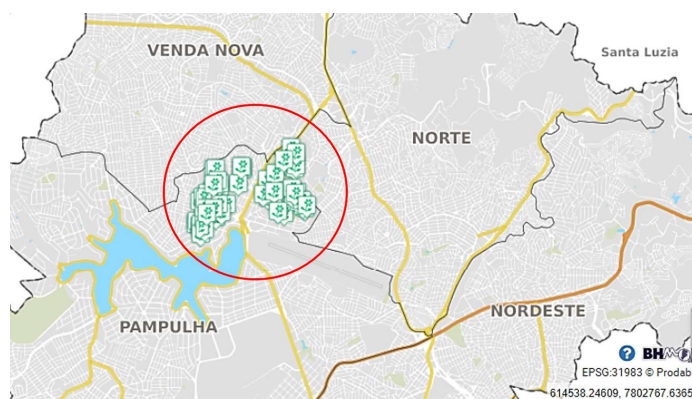 VENDA NOVA
Santa Luzia
NORTE
PAMPULHA
NORDESTE
? BH
EPSG:31983 © Prodab
614538.24609, 7802767.6365